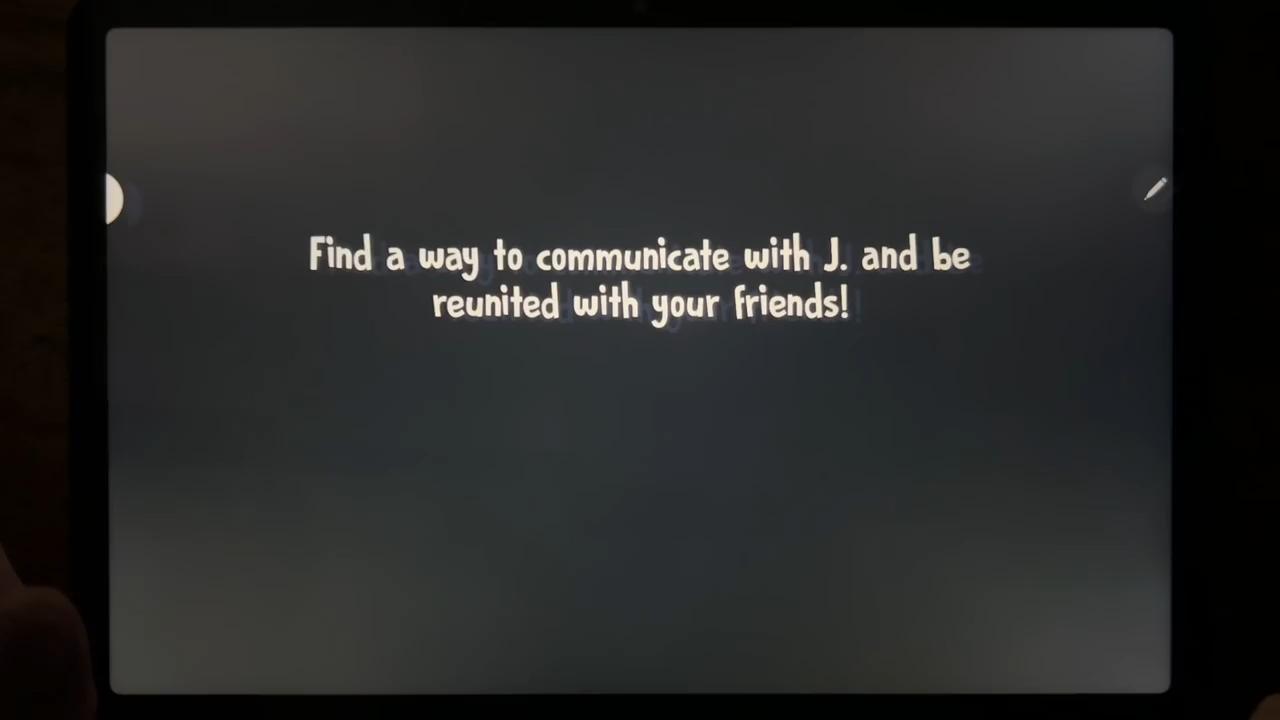 Find a way to communicate with J. and be
reunited with your friends!